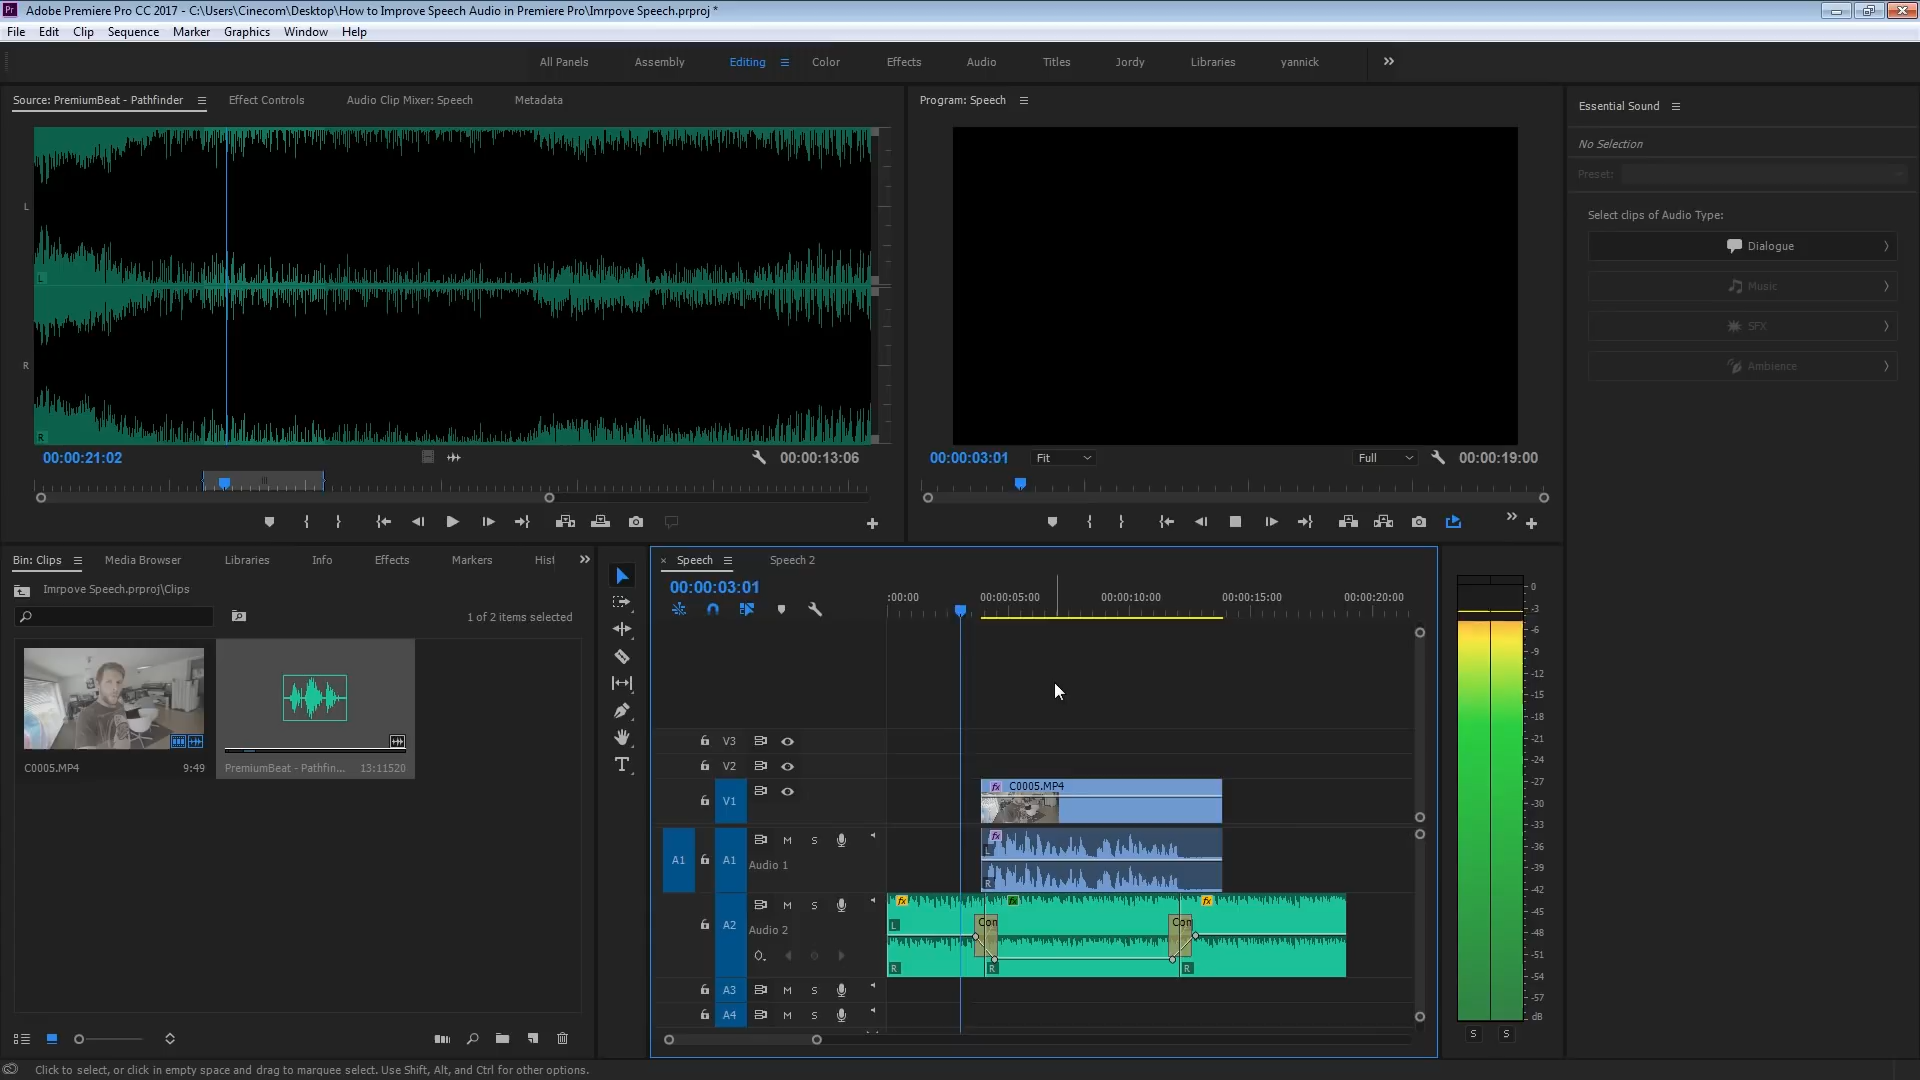 Adobe Premiere Pro CC 2017 - C:\Users\Cinecom\Desktop\How to Improve Speech Audio in Premiere Pro\Imrpove Speech.prproj *
File Edit Clip Sequence Marker Graphics Window Help
All Panels Assembly Editing Color Effects Audio Titles Jordy Libraries yannick
Source: PremiumBeat - Pathfinder Effect Controls Audio Clip Mixer: Speech Metadata
L
L
R
R
00:00:21:02 00:00:13:06
Program: Speech
00:00:03:01 Fit Full 00:00:19:00
Essential Sound
No Selection
Preset:
Select clips of Audio Type:
Dialogue
Music
SFX
Ambience
Bin: Clips Media Browser Libraries Info Effects Markers Hist
Imrpove Speech.prproj\Clips
1 of 2 items selected
C0005.MP4 9:49
PremiumBeat - Pathfin... 13:11520
Speech Speech 2
00:00:03:01
:00:00 00:00:05:00 00:00:10:00 00:00:15:00 00:00:20:00
V3
V2
V1
fx C0005.MP4
A1 A1 M S
Audio 1
fx
L
R
A2 M S
Audio 2
fx fx fx
L
Con Con
R R R
A3 M S
A4 M S
0
-3
-6
-9
-12
-15
-18
-21
-24
-27
-30
-33
-36
-39
-42
-45
-48
-51
-54
-57
dB
S S
Click to select, or click in empty space and drag to marquee select. Use Shift, Alt, and Ctrl for other options.